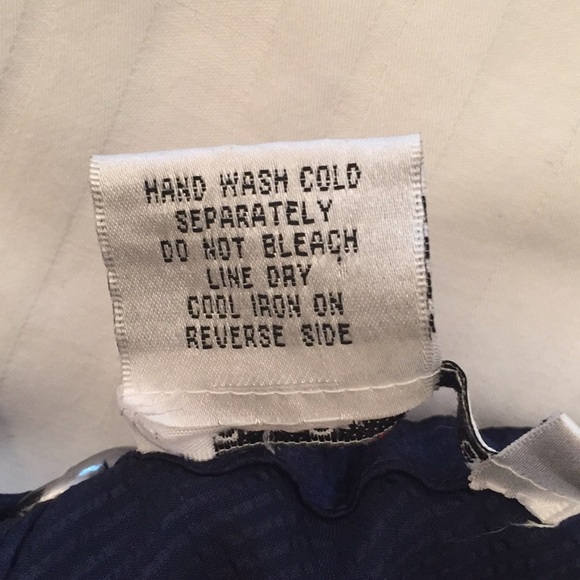 HAND WASH COLD
SEPARATELY
DO NOT BLEACH
LINE DRY
COOL IRON ON
REVERSE SIDE